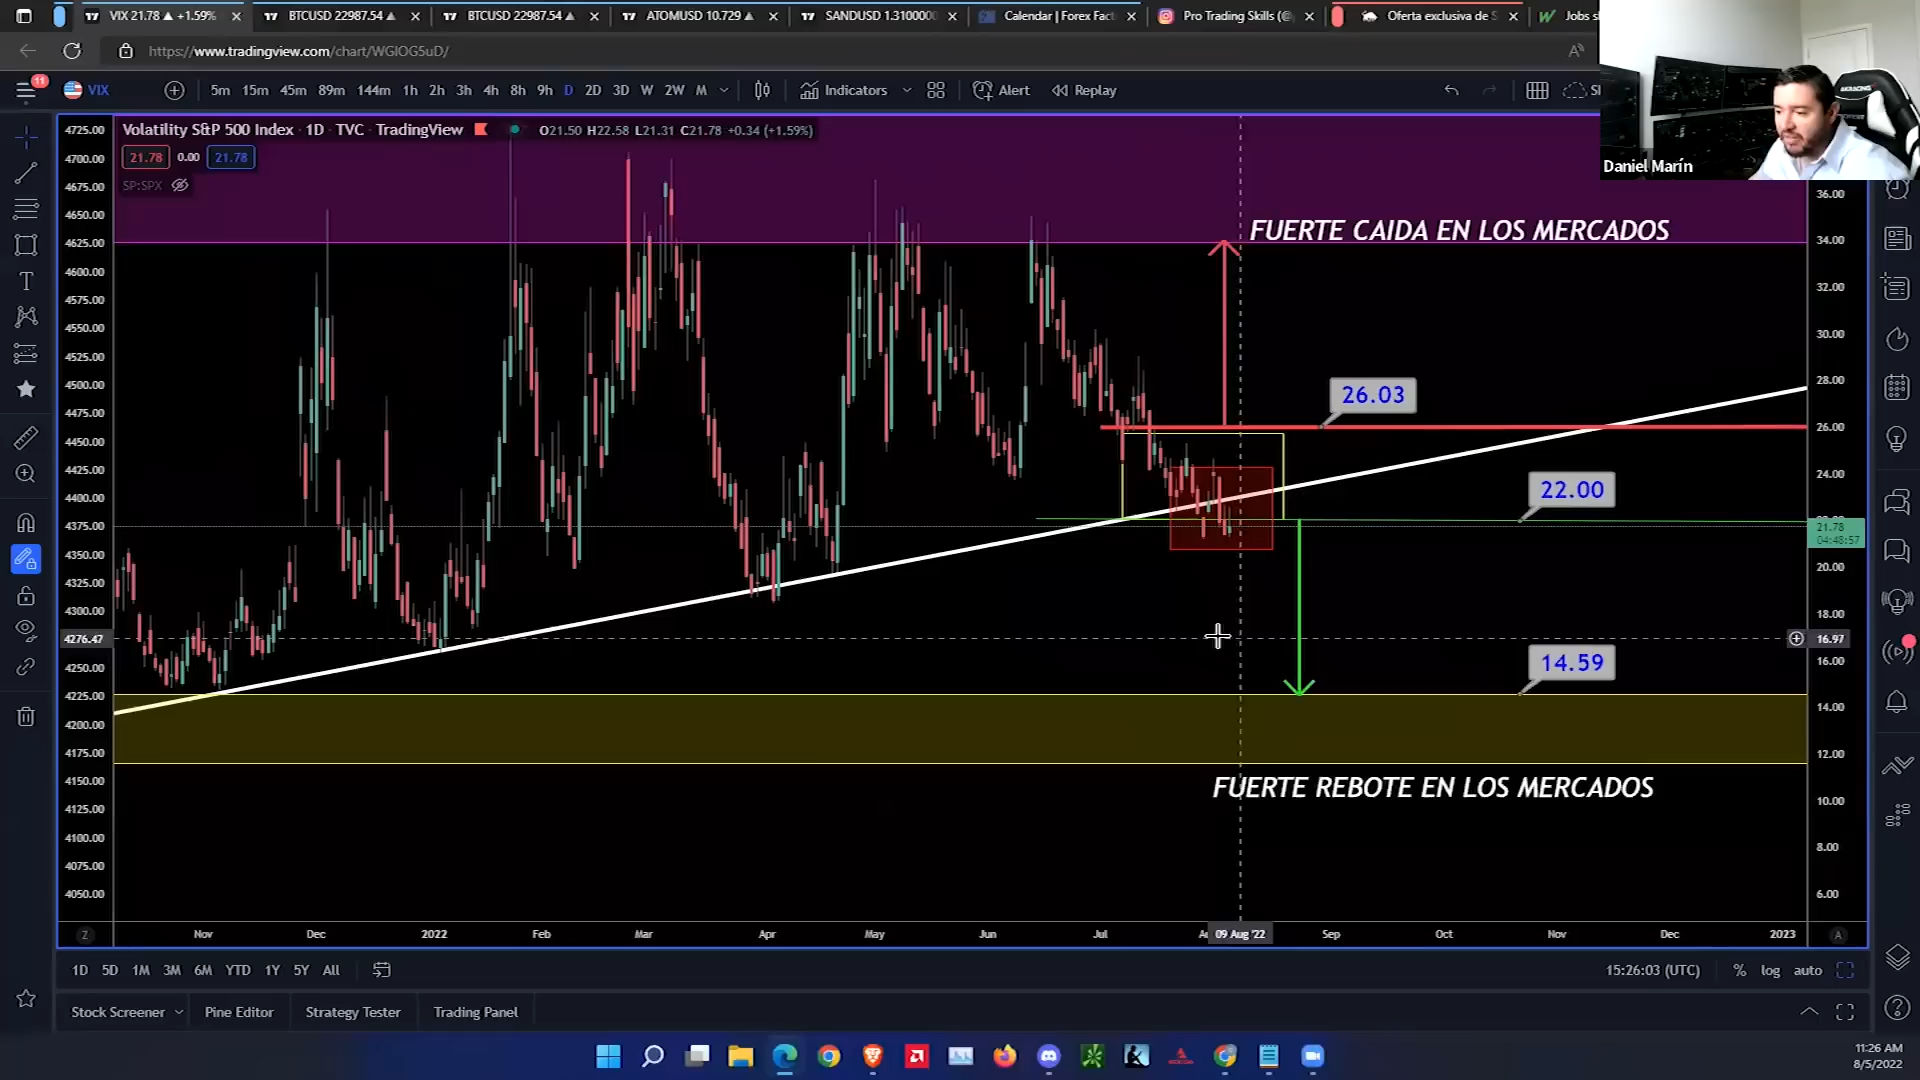 VIX 21.78 ▲ +1.59%
BTCUSD 22987.54 ▲
BTCUSD 22987.54 ▲
ATOMUSD 10.729 ▲
SANDUSD 1.3100000
Calendar | Forex Fact
Pro Trading Skills (@
Oferta exclusiva de S
Jobs s
https://www.tradingview.com/chart/WGlOG5uD/
11
VIX
5m 15m 45m 89m 144m 1h 2h 3h 4h 8h 9h D 2D 3D W 2W M
Indicators
Alert
Replay
Volatility S&P 500 Index · 1D · TVC · TradingView
O21.50 H22.58 L21.31 C21.78 +0.34 (+1.59%)
21.78 0.00 21.78
SP:SPX
Daniel Marín
4725.00
4700.00
4675.00
4650.00
4625.00
4600.00
4575.00
4550.00
4525.00
4500.00
4475.00
4450.00
4425.00
4400.00
4375.00
4350.00
4325.00
4300.00
4276.47
4250.00
4225.00
4200.00
4175.00
4150.00
4125.00
4100.00
4075.00
4050.00
FUERTE CAIDA EN LOS MERCADOS
26.03
22.00
14.59
FUERTE REBOTE EN LOS MERCADOS
36.00
34.00
32.00
30.00
28.00
26.00
24.00
21.78
04:48:57
20.00
18.00
16.97
16.00
14.00
12.00
10.00
8.00
6.00
Z
Nov Dec 2022 Feb Mar Apr May Jun Jul 09 Aug '22 Sep Oct Nov Dec 2023
A
1D 5D 1M 3M 6M YTD 1Y 5Y All
15:26:03 (UTC) % log auto
Stock Screener Pine Editor Strategy Tester Trading Panel
11:26 AM
8/5/2022